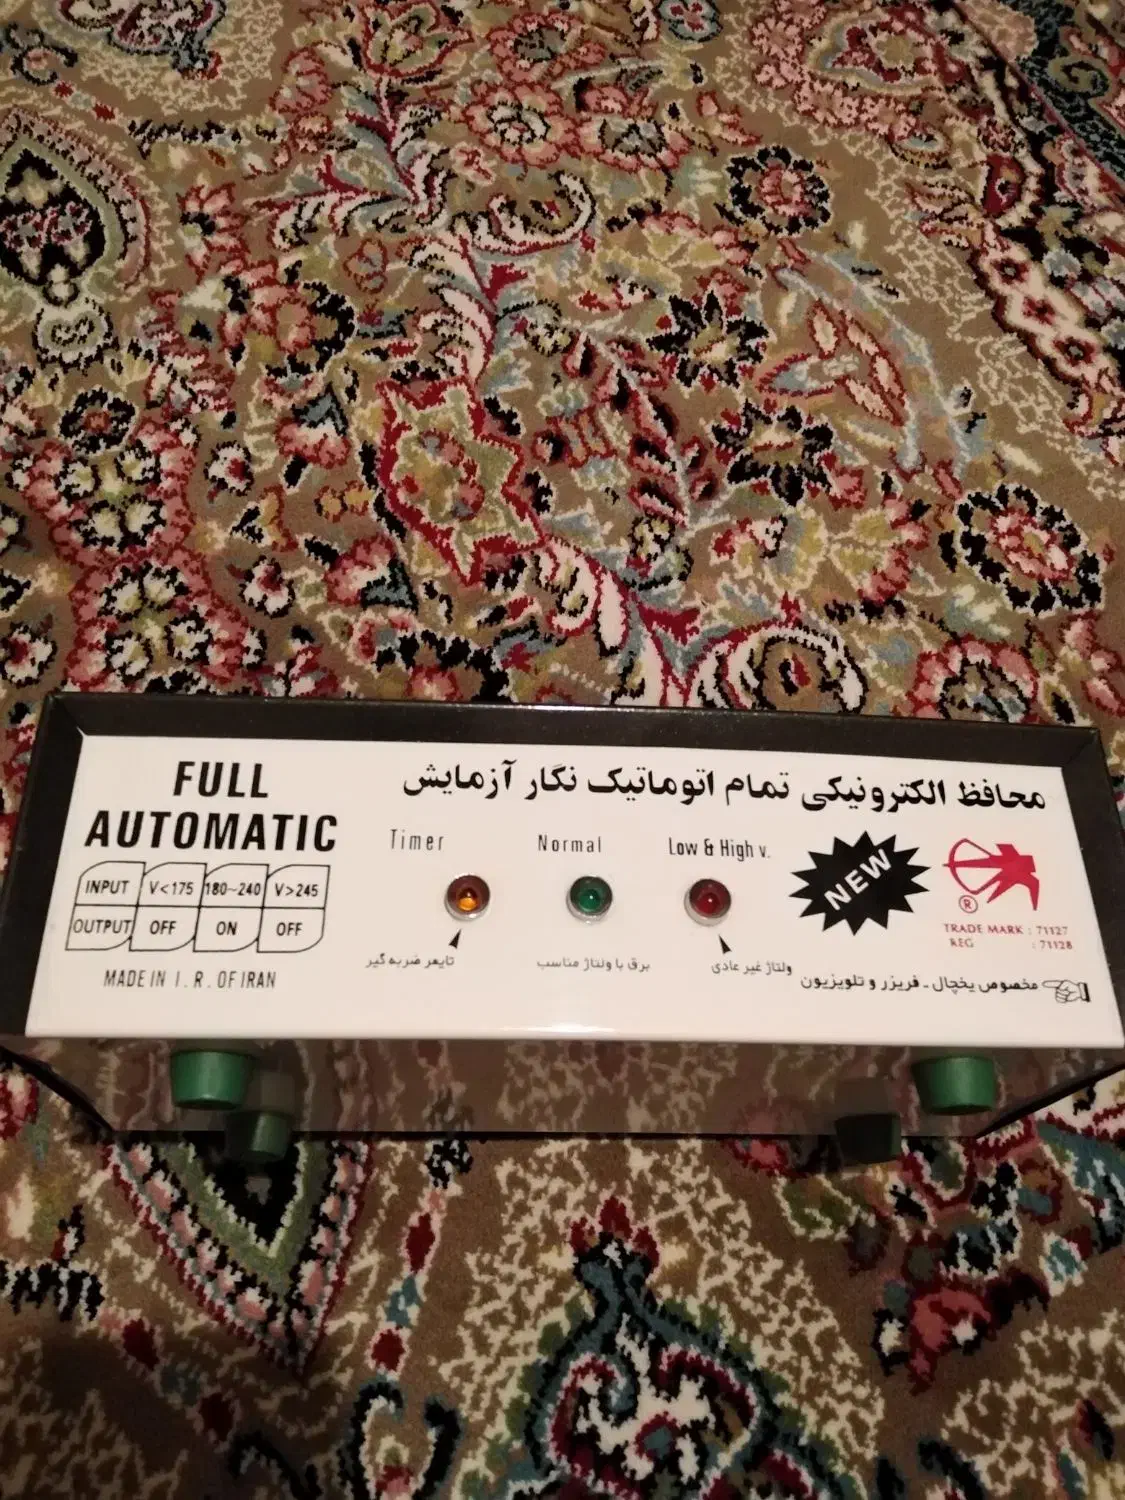 محافظ الکترونیکی تمام اتوماتیک نگار آزمایش
FULL
AUTOMATIC
INPUT V<175 180~240 V>245
OUTPUT OFF ON OFF
MADE IN I.R. OF IRAN
Timer
Normal
Low & High v.
تایمر ضربه گیر
برق با ولتاژ مناسب
ولتاژ غیر عادی
NEW
®
TRADE MARK : 71127
REG : 71128
مخصوص یخچال - فریزر و تلویزیون